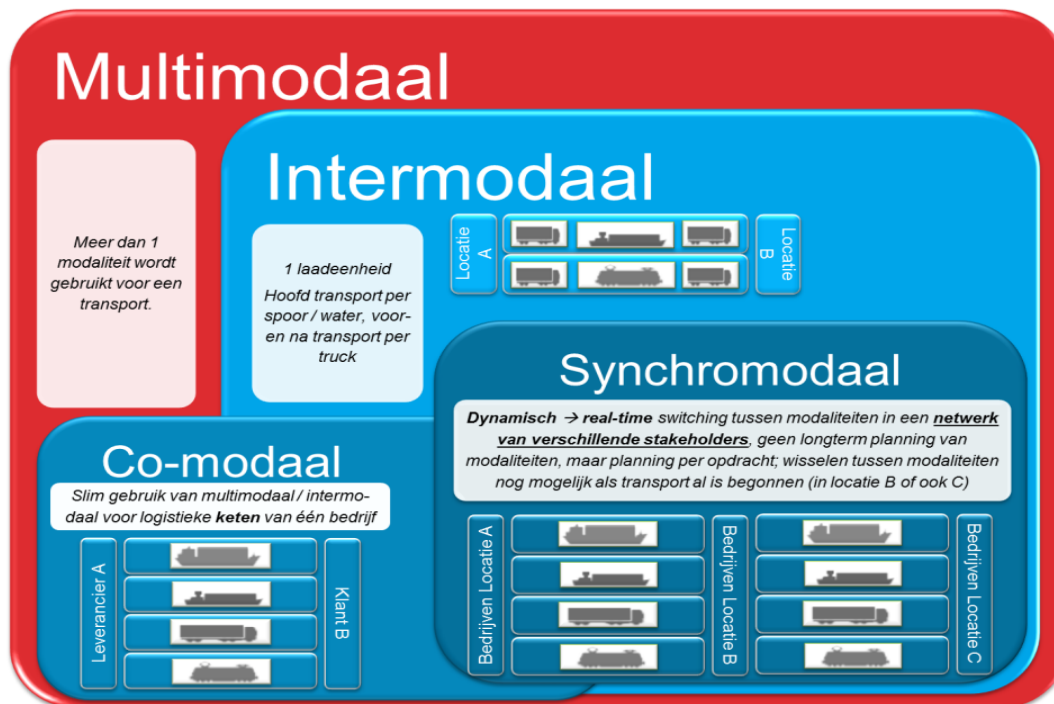 Multimodaal
Meer dan 1
modaliteit wordt
gebruikt voor een
transport.
Intermodaal
1 laadeenheid
Hoofd transport per
spoor / water, voor-
en na transport per
truck
Locatie
A
Locatie
B
Synchromodaal
Dynisch → real-time switching tussen modaliteiten in een netwerk
van verschillende stakeholders, geen longterm planning van
modaliteiten, maar planning per opdracht; wisselen tussen modaliteiten
nog mogelijk als transport al is begonnen (in locatie B of ook C)
Bedrijven Locatie A
Bedrijven Locatie B
Bedrijven Locatie C
Co-modaal
Slim gebruik van multimodaal / intermo-
daal voor logistieke keten van één bedrijf
Leverancier A
Klant B